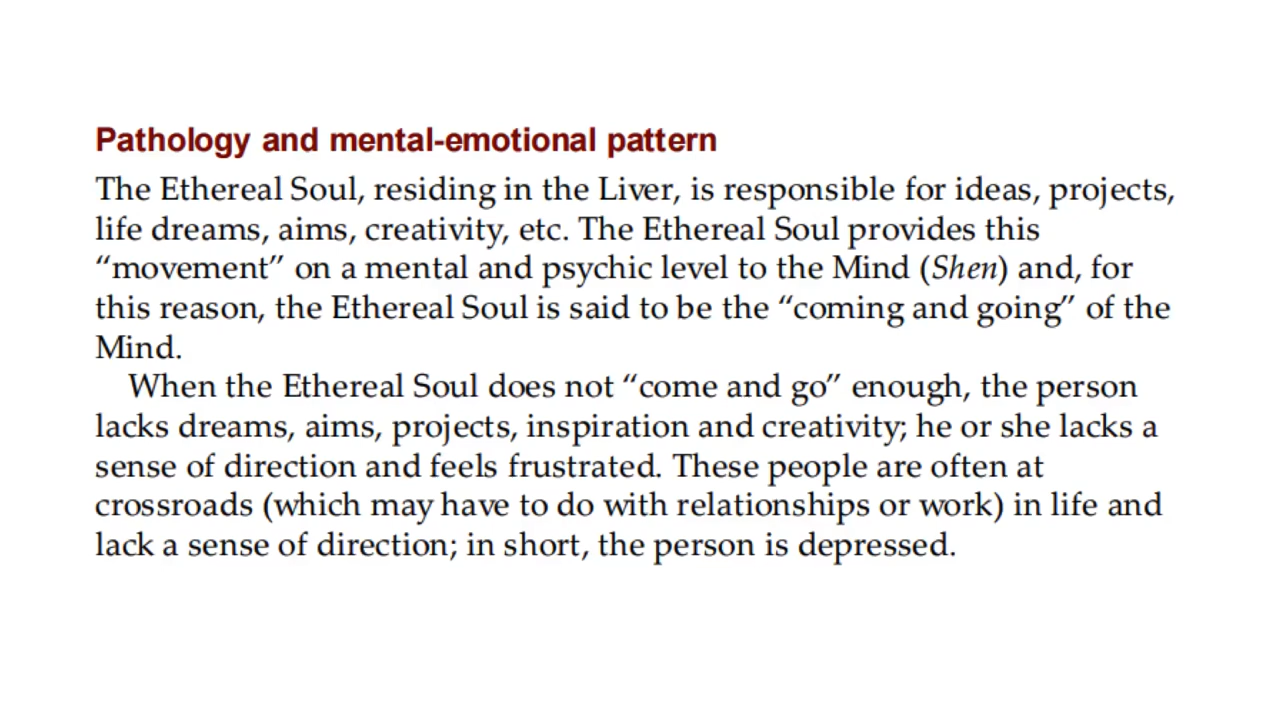 Pathology and mental-emotional pattern
The Ethereal Soul, residing in the Liver, is responsible for ideas, projects,
life dreams, aims, creativity, etc. The Ethereal Soul provides this
“movement” on a mental and psychic level to the Mind (Shen) and, for
this reason, the Ethereal Soul is said to be the “coming and going” of the
Mind.
When the Ethereal Soul does not “come and go” enough, the person
lacks dreams, aims, projects, inspiration and creativity; he or she lacks a
sense of direction and feels frustrated. These people are often at
crossroads (which may have to do with relationships or work) in life and
lack a sense of direction; in short, the person is depressed.